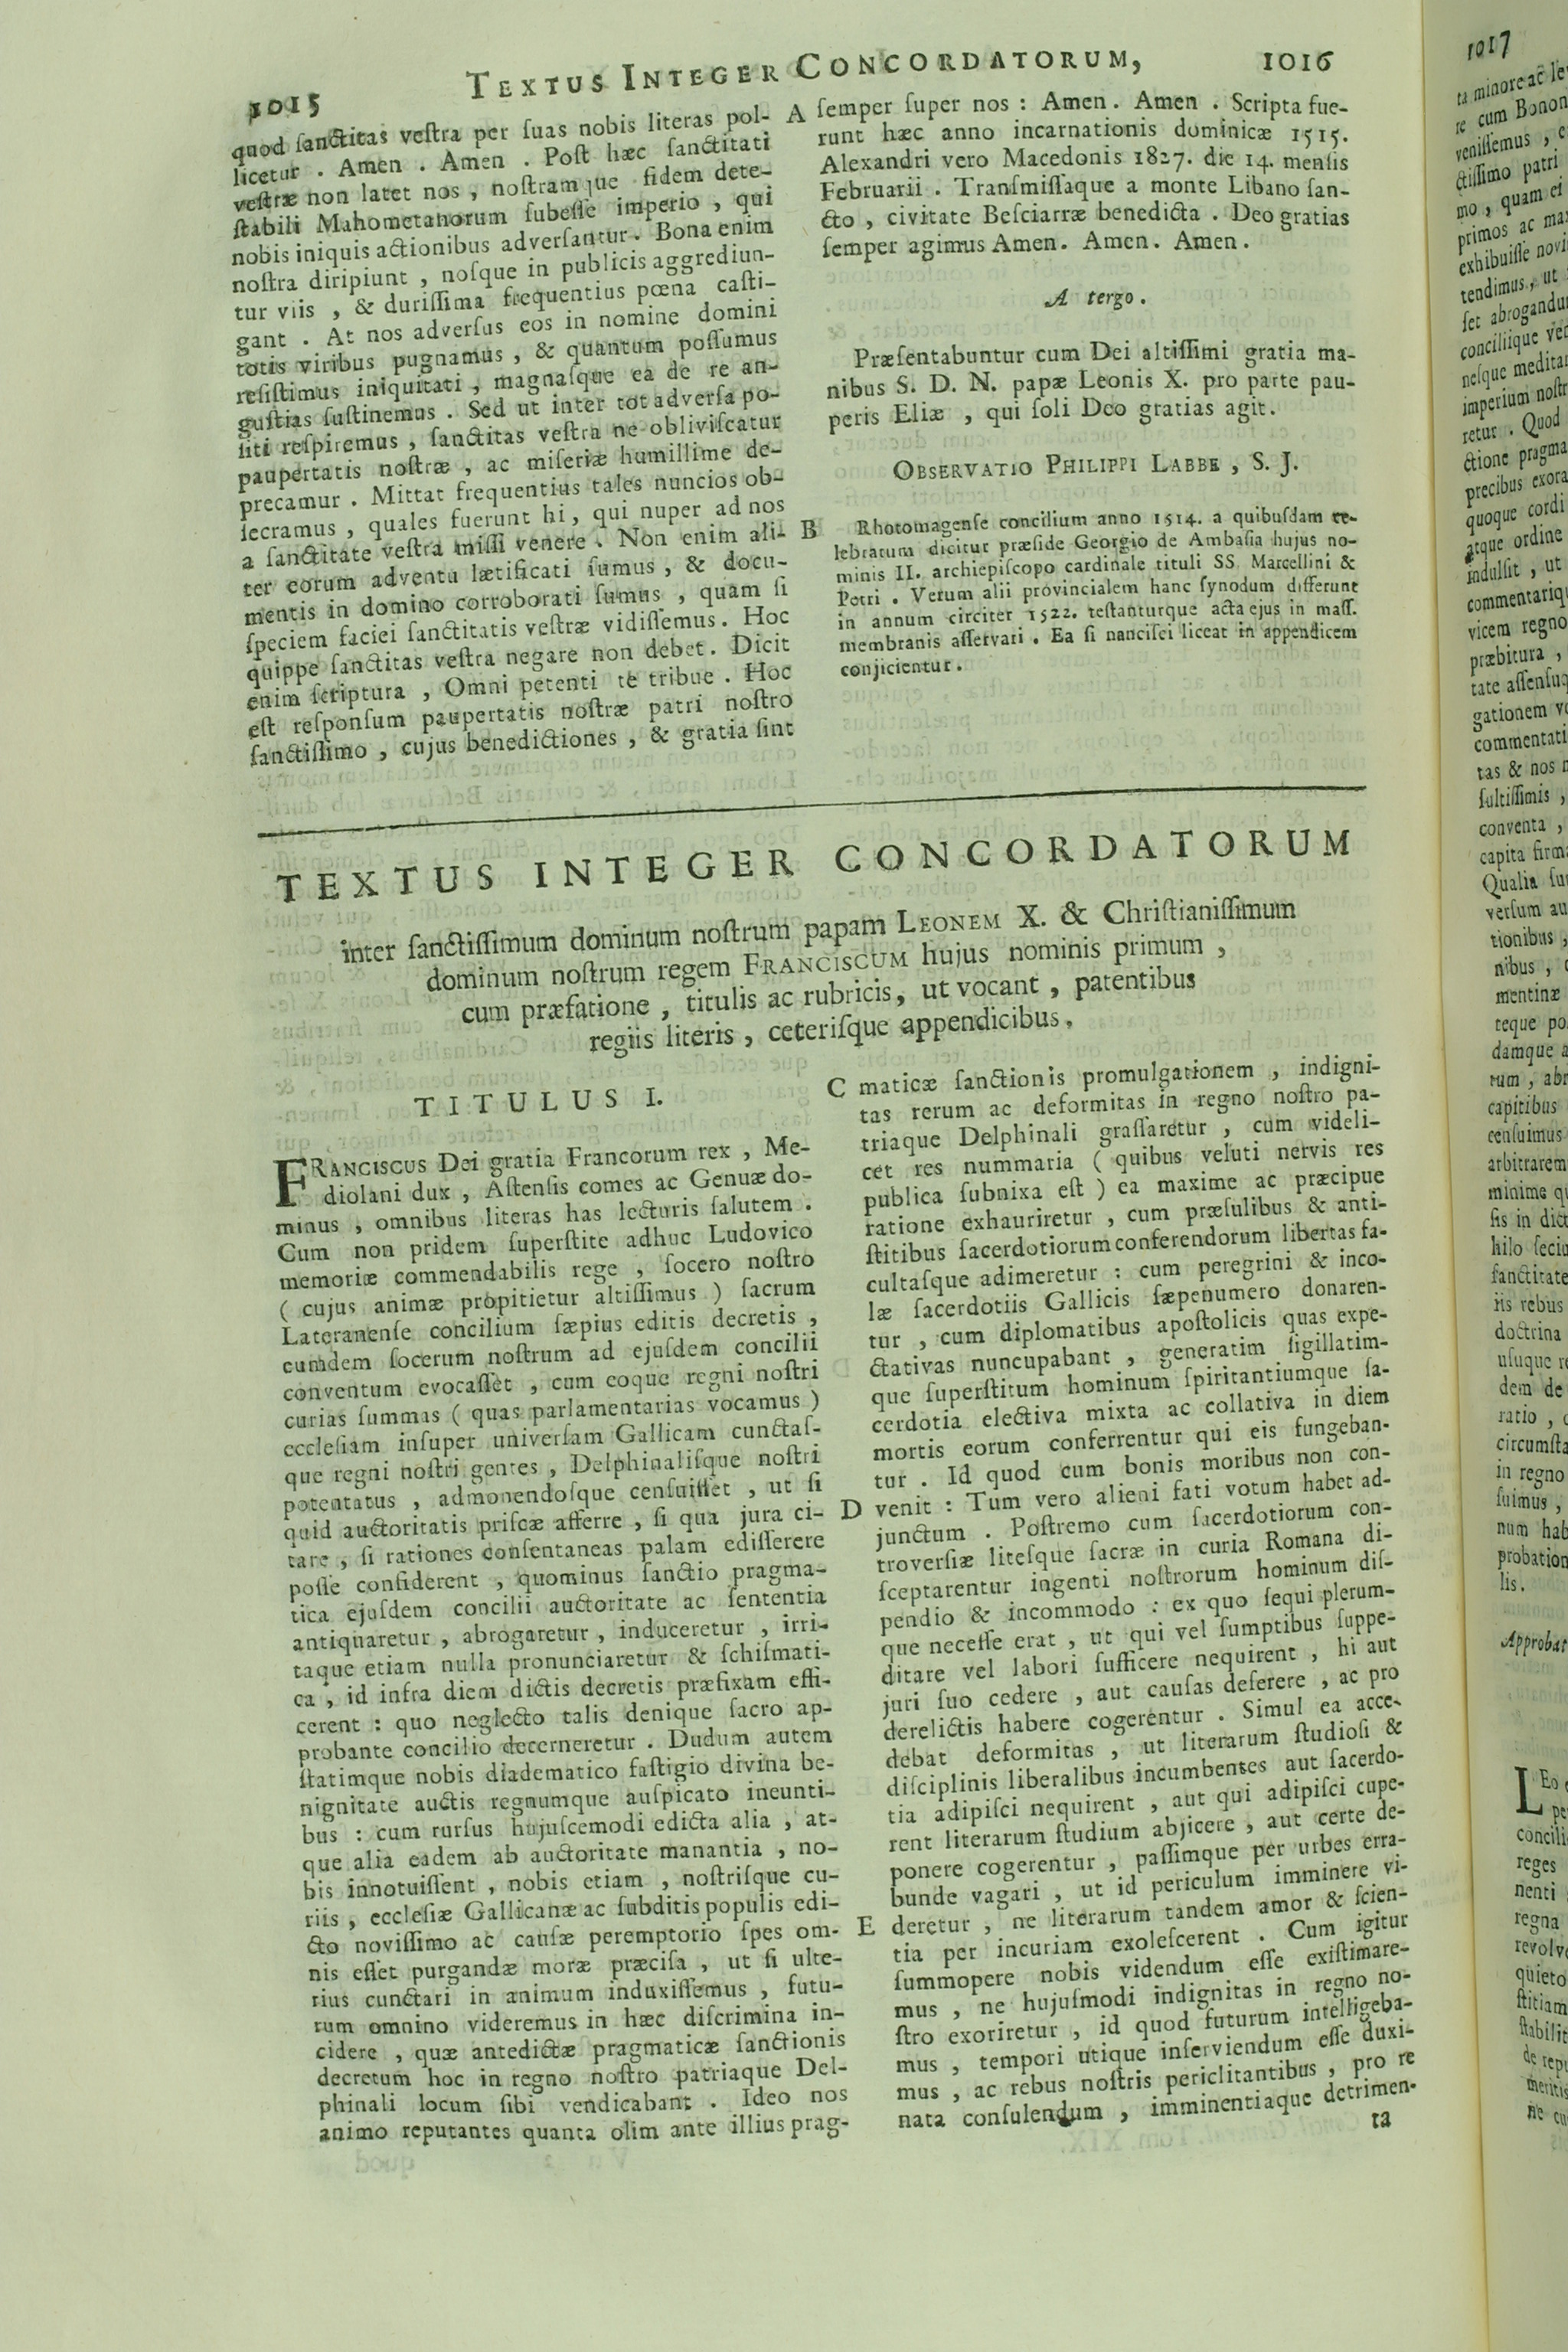 1015
TEXTUS INTEGER CONCORDATORUM,
1016
quod ſanctitas veſtra per ſuas nobis literas pol-
licetur . Amen . Amen . Poſt hæc ſanctitati
veſtræ non latet nos , noſtramque fidem dete-
ſtabili Mahometanorum ſubeſſe imperio , qui
nobis iniquis actionibus adverſantur. Bona enim
noſtra diripiunt , noſque in publicis aggrediun-
tur viis , & duriſſima frequentius pœna caſti-
gant . At nos adverſus eos in nomine domini
totis viribus pugnamus , & quantum poſſumus
reſiſtimus iniquitati , magnaſque ea de re an-
guſtias ſuſtinemus . Sed ut inter tot adverſa po-
ſiti reſpiremus , ſanctitas veſtra ne obliviſcatur
paupertatis noſtræ , ac miſeriæ humillime de-
precamur . Mittat frequentius tales nuncios ob-
ſecramus , quales fuerunt hi , qui nuper ad nos
a ſanctitate veſtra miſſi venere . Non enim ali-
ter eorum adventu lætificati ſumus , & docu-
mentis in domino corroborati ſumus , quam ſi
ſpeciem faciei ſanctitatis veſtræ vidiſſemus. Hoc
quippe ſanctitas veſtra negare non debet. Dicit
enim ſcriptura , Omni petenti te tribue . Hoc
eſt reſponſum paupertatis noſtræ patri noſtro
ſanctiſſimo , cujus benedictiones , & gratia ſint
A ſemper ſuper nos : Amen. Amen . Scripta fue-
runt hæc anno incarnationis dominicæ 1515.
Alexandri vero Macedonis 1827. die 14. menſis
Februarii . Tranſmiſſaque a monte Libano ſan-
cto , civitate Beſciarræ benedicta . Deo gratias
ſemper agimus Amen. Amen. Amen.
A tergo.
Præſentabuntur cum Dei altiſſimi gratia ma-
nibus S. D. N. papæ Leonis X. pro parte pau-
peris Eliæ , qui ſoli Deo gratias agit.
OBSERVATIO PHILIPPI LABBE , S. J.
B Rhotomagenſe concilium anno 1514. a quibuſdam ce-
lebratum dicitur præſide Georgio de Ambaſia hujus no-
minis II. archiepiſcopo cardinale tituli SS. Marcellini &
Petri . Verum alii provincialem hanc ſynodum differunt
in annum circiter 1522. teſtanturque acta ejus in maſſ.
membranis aſſervari . Ea ſi nanciſci liceat in appendicem
conjicientur.
TEXTUS INTEGER CONCORDATORUM
inter ſanctiſſimum dominum noſtrum papam LEONEM X. & Chriſtianiſſimum
dominum noſtrum regem FRANCISCUM hujus nominis primum ,
cum præfatione , titulis ac rubricis, ut vocant , patentibus
regiis literis , ceteriſque appendicibus.
TITULUS I.
FRANCISCUS Dei gratia Francorum rex , Me-
diolani dux , Aſtenſis comes ac Genuæ do-
minus , omnibus literas has lecturis ſalutem .
Cum non pridem ſuperſtite adhuc Ludovico
memoriæ commendabilis rege , ſocero noſtro
( cujus animæ propitietur altiſſimus ) ſacrum
Lateranenſe concilium ſæpius editis decretis ,
eumdem ſocerum noſtrum ad ejuſdem concilii
conventum evocaſſet , cum eoque regni noſtri
curias ſummas ( quas parlamentarias vocamus )
eccleſiam inſuper univerſam Gallicam cunctaſ-
que regni noſtri gentes , Delphinaliſque noſtri
potentatus , admonendoſque cenſuiſſet , ut ſi
quid auctoritatis priſcæ afferre , ſi qua jura ci-
tare , ſi rationes conſentaneas palam ediſſerere
poſſe confiderent , quominus ſanctio pragma-
tica ejuſdem concilii auctoritate ac ſententia
antiquaretur , abrogaretur , induceretur , irri-
taque etiam nulla pronunciaretur & ſchiſmati-
ca , id infra diem dictis decretis præfixam effi-
cerent : quo neglecto talis denique ſacro ap-
probante concilio decerneretur . Dudum autem
ſtatimque nobis diadematico faſtigio divina be-
nignitate auctis regnumque auſpicato ineunti-
bus : cum rurſus hujuſcemodi edicta alia , at-
que alia eadem ab auctoritate manantia , no-
bis innotuiſſent , nobis etiam , noſtriſque cu-
riis , eccleſiæ Gallicanæ ac ſubditis populis edi-
cto noviſſimo ac cauſæ peremptorio ſpes om-
nis eſſet purgandæ moræ præciſa , ut ſi ulte-
rius cunctari in animum induxiſſemus , futu-
rum omnino videremus in hæc diſcrimina in-
cidere , quæ antedictæ pragmaticæ ſanctionis
decretum hoc in regno noſtro patriaque Del-
phinali locum ſibi vendicabant . Ideo nos
animo reputantes quanta olim ante illius prag-
C maticæ ſanctionis promulgationem , indigni-
tas rerum ac deformitas in regno noſtro pa-
triaque Delphinali graſſaretur , cum videli-
cet res nummaria ( quibus veluti nervis res
publica ſubnixa eſt ) ea maxime ac præcipue
ratione exhauriretur , cum præſulibus & anti-
ſtitibus ſacerdotiorum conferendorum libertas fa-
cultaſque adimeretur : cum peregrini & inco-
læ ſacerdotiis Gallicis ſæpenumero donaren-
tur , cum diplomatibus apoſtolicis quas expe-
ctativas nuncupabant , generatim ſigillatim-
que ſuperſtitum hominum ſpirantiumque ſa-
cerdotia electiva mixta ac collativa in diem
mortis eorum conferrentur qui eis fungeban-
tur . Id quod cum bonis moribus non con-
D venit : Tum vero alieni fati votum habet ad-
junctum . Poſtremo cum ſacerdotiorum con-
troverſiæ liteſque ſacræ in curia Romana di-
ſceptarentur ingenti noſtrorum hominum diſ-
pendio & incommodo : ex quo ſequi plerum-
que neceſſe erat , ut qui vel ſumptibus ſuppe-
ditare vel labori ſufficere nequirent , hi aut
juri ſuo cedere , aut cauſas deſerere , ac pro
derelictis habere cogerentur . Simul ea acce-
debat deformitas , ut literarum ſtudioſi &
diſciplinis liberalibus incumbentes aut ſacerdo-
tia adipiſci nequirent , aut qui adipiſci cupe-
rent literarum ſtudium abjicere , aut certe de-
ponere cogerentur , paſſimque per urbes erra-
bunde vagari , ut id periculum imminere vi-
E deretur , ne literarum tandem amor & ſcien-
tia per incuriam exoleſcerent . Cum igitur
ſummopere nobis videndum eſſe exiſtimare-
mus , ne hujuſmodi indignitas in regno no-
ſtro exoriretur , id quod futurum intelligeba-
mus , tempori utique inſerviendum eſſe duxi-
mus , ac rebus noſtris periclitantibus , pro re
nata conſulendum , imminentiaque detrimen-
ta
1017